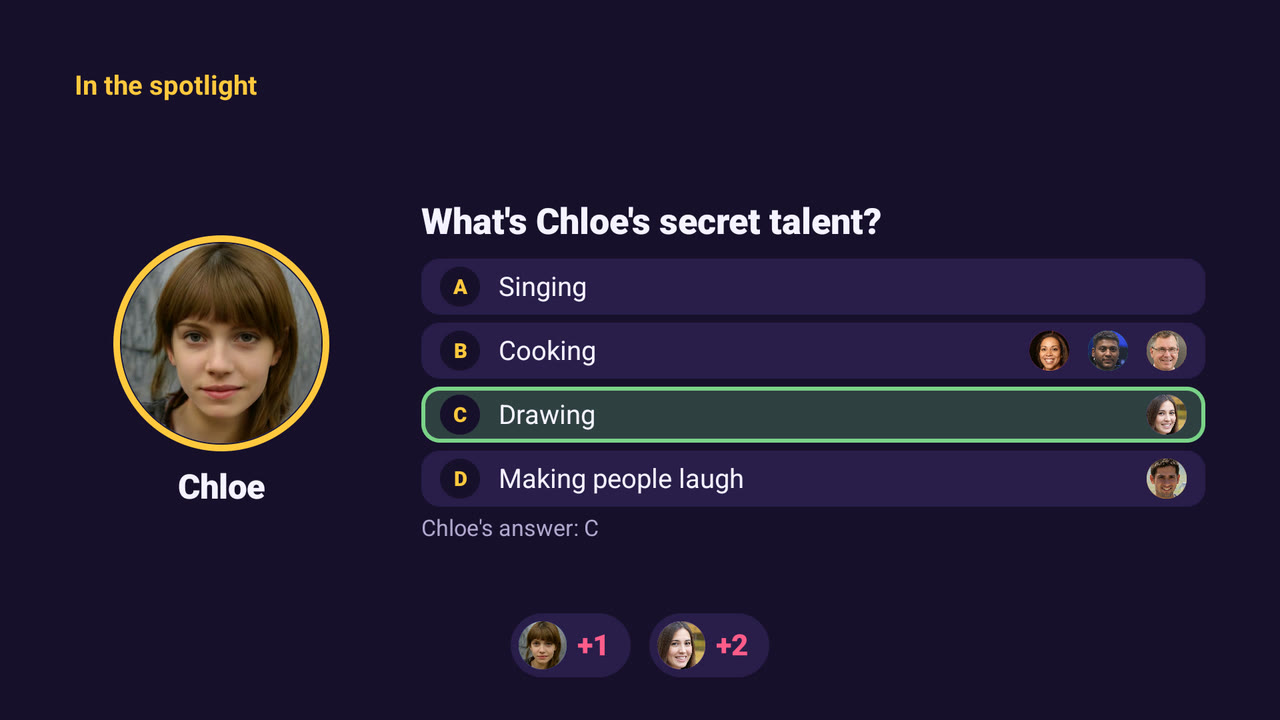 In the spotlight
What's Chloe's secret talent?
A Singing
B Cooking
C Drawing
D Making people laugh
Chloe
Chloe's answer: C
+1
+2